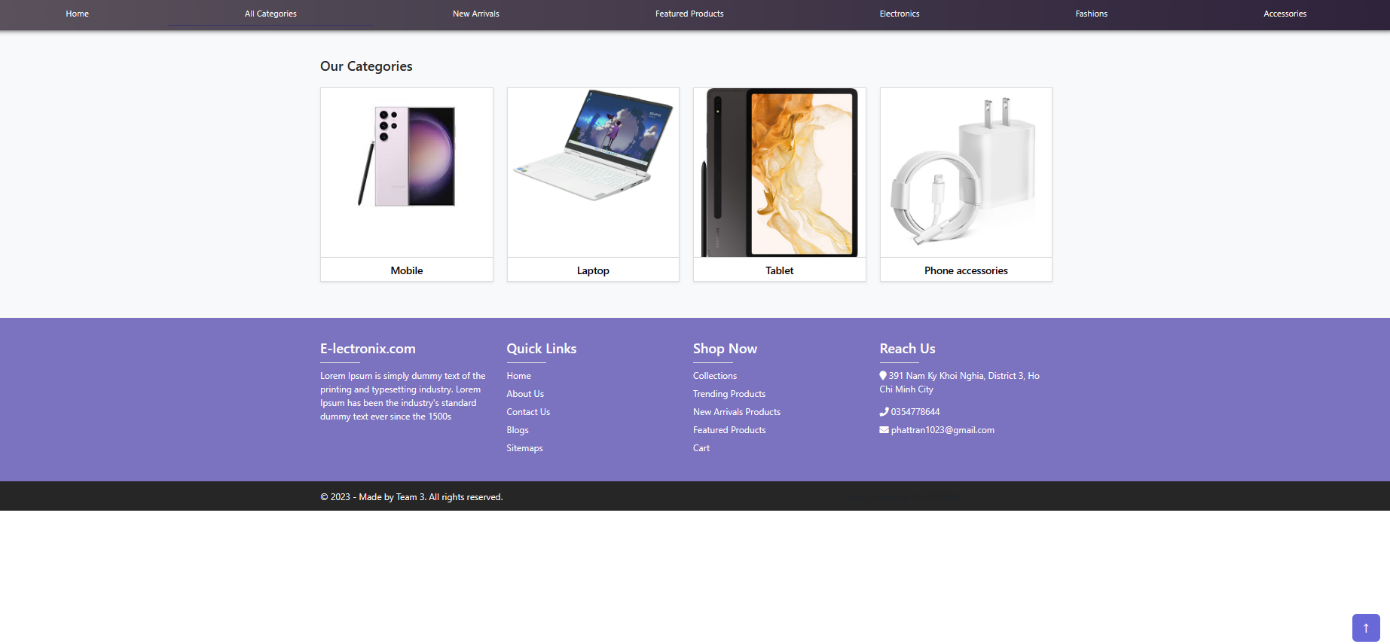 Home All Categories New Arrivals Featured Products Electronics Fashions Accessories
Our Categories
Mobile
Laptop
Tablet
Phone accessories
E-lectronix.com
Lorem Ipsum is simply dummy text of the
printing and typesetting industry. Lorem
Ipsum has been the industry's standard
dummy text ever since the 1500s
Quick Links
Home
About Us
Contact Us
Blogs
Sitemaps
Shop Now
Collections
Trending Products
New Arrivals Products
Featured Products
Cart
Reach Us
391 Nam Ky Khoi Nghia, District 3, Ho
Chi Minh City
0354778644
phattran1023@gmail.com
© 2023 - Made by Team 3. All rights reserved.
↑